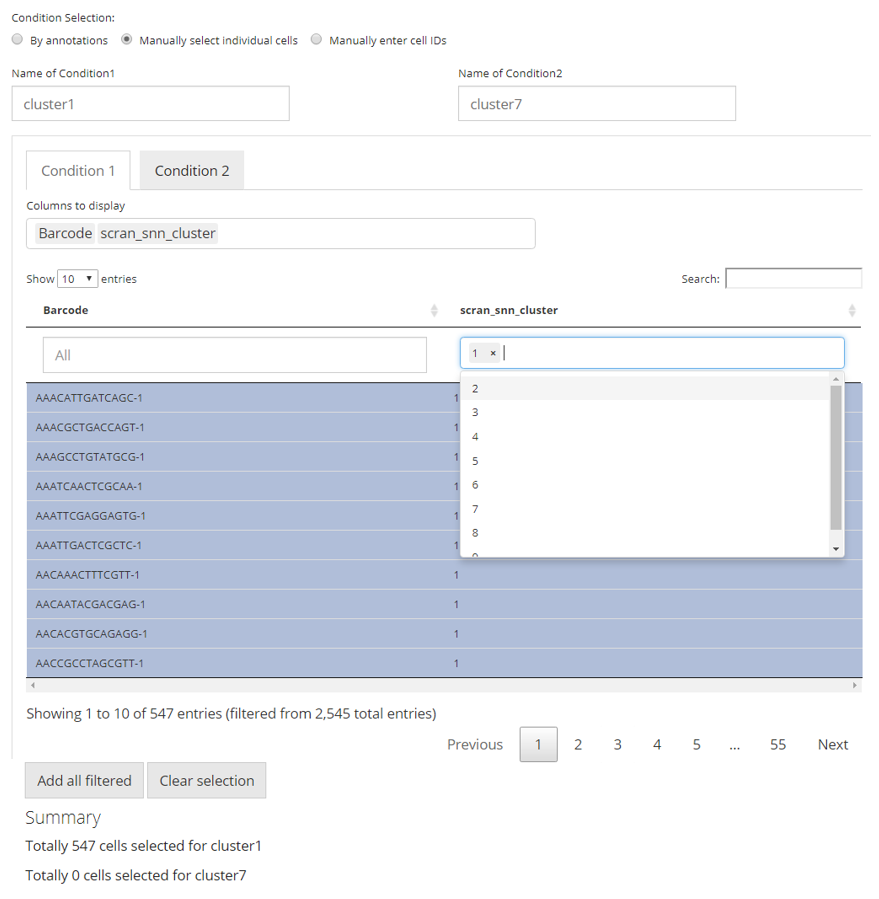 Condition Selection:
By annotations Manually select individual cells Manually enter cell IDs
Name of Condition1 Name of Condition2
cluster1 cluster7
Condition 1 Condition 2
Columns to display
Barcode scran_snn_cluster
Show 10 entries Search:
Barcode scran_snn_cluster
All 1 ×
2
3
4
5
6
7
8
AAACATTGATCAGC-1 1
AAACGCTGACCAGT-1 1
AAAGCCTGTATGCG-1 1
AAATCAACTCGCAA-1 1
AAATTCGAGGAGTG-1 1
AAATTGACTCGCTC-1 1
AACAAACTTTCGTT-1 1
AACAATACGACGAG-1 1
AACACGTGCAGAGG-1 1
AACCGCCTAGCGTT-1 1
Showing 1 to 10 of 547 entries (filtered from 2,545 total entries)
Previous 1 2 3 4 5 ... 55 Next
Add all filtered Clear selection
Summary
Totally 547 cells selected for cluster1
Totally 0 cells selected for cluster7